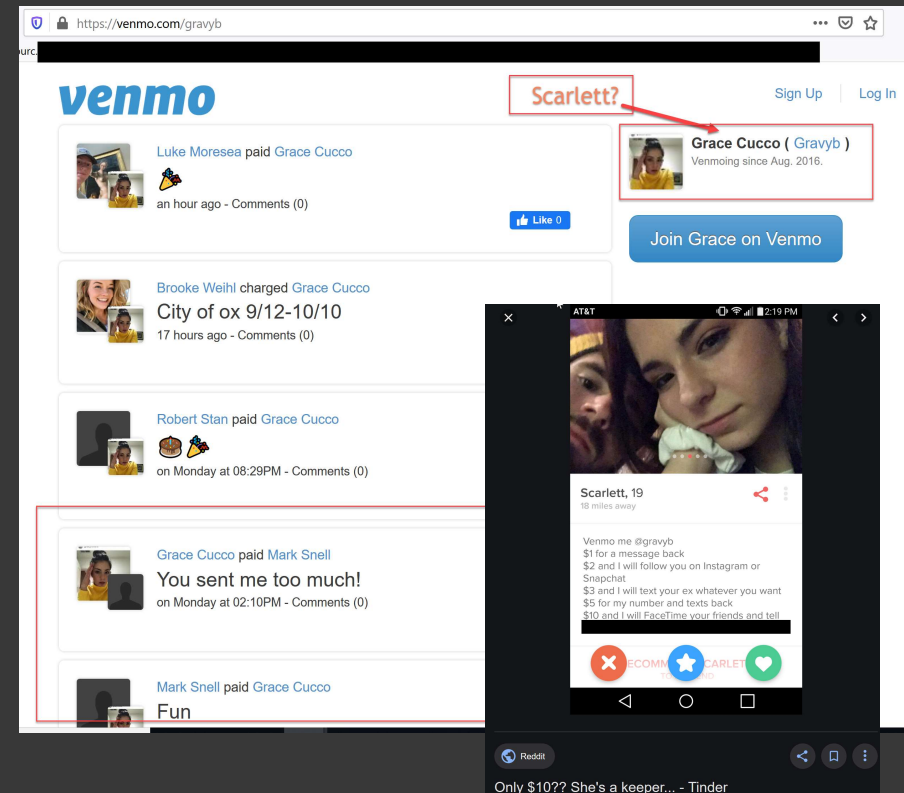 https://venmo.com/gravyb
ourc.
venmo
Scarlett?
Sign Up
Log In
Luke Moresea paid Grace Cucco
an hour ago - Comments (0)
Like 0
Grace Cucco ( Gravyb )
Venmoing since Aug. 2016.
Join Grace on Venmo
Brooke Weihl charged Grace Cucco
City of ox 9/12-10/10
17 hours ago - Comments (0)
Robert Stan paid Grace Cucco
on Monday at 08:29PM - Comments (0)
Grace Cucco paid Mark Snell
You sent me too much!
on Monday at 02:10PM - Comments (0)
Mark Snell paid Grace Cucco
Fun
AT&T 2:19 PM
Scarlett, 19
18 miles away
Venmo me @gravyb
$1 for a message back
$2 and I will follow you on Instagram or
Snapchat
$3 and I will text your ex whatever you want
$5 for my number and texts back
$10 and I will FaceTime your friends and tell
Reddit
Only $10?? She's a keeper... - Tinder